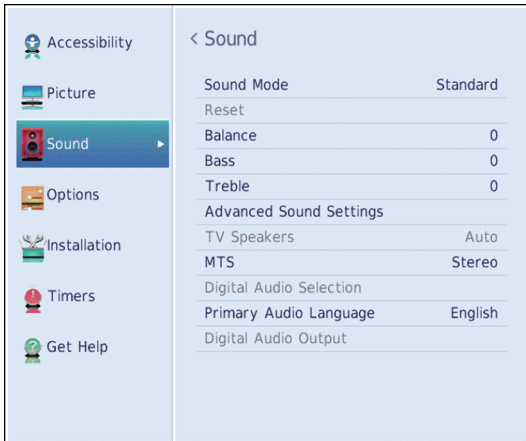 Accessibility
Picture
Sound
Options
Installation
Timers
Get Help
< Sound
Sound Mode Standard
Reset
Balance 0
Bass 0
Treble 0
Advanced Sound Settings
TV Speakers Auto
MTS Stereo
Digital Audio Selection
Primary Audio Language English
Digital Audio Output